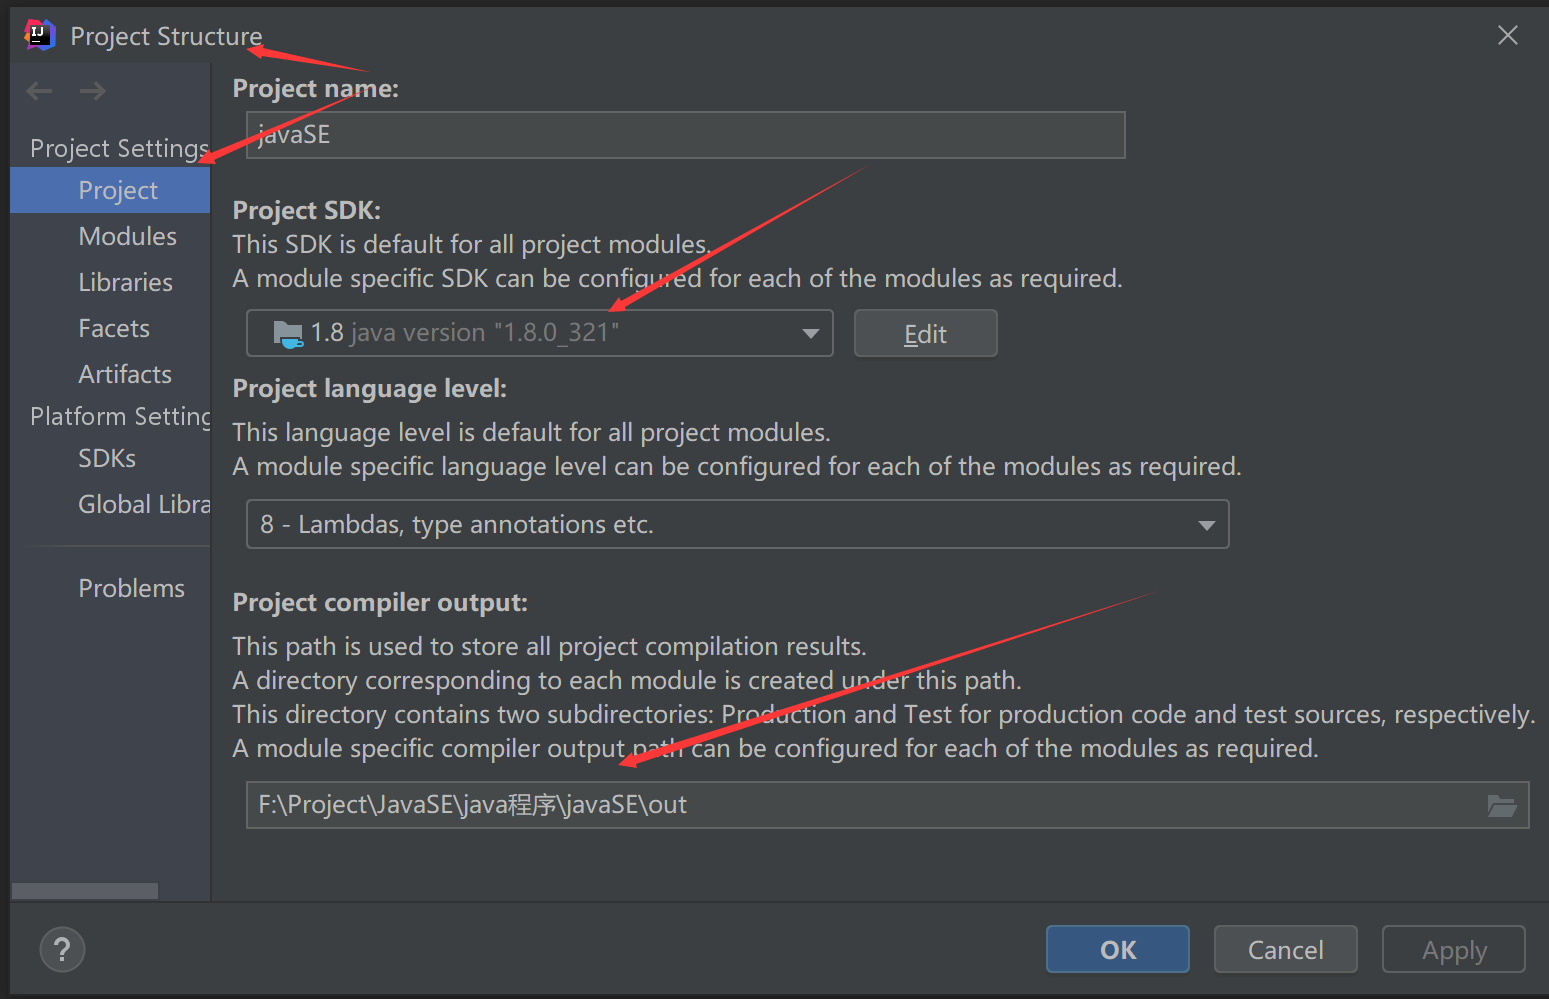 IJ
Project Structure
Project name:
javaSE
Project Settings
Project
Modules
Libraries
Facets
Artifacts
Platform Setting
SDKs
Global Libra
Problems
Project SDK:
This SDK is default for all project modules.
A module specific SDK can be configured for each of the modules as required.
1.8 java version "1.8.0_321"
Edit
Project language level:
This language level is default for all project modules.
A module specific language level can be configured for each of the modules as required.
8 - Lambdas, type annotations etc.
Project compiler output:
This path is used to store all project compilation results.
A directory corresponding to each module is created under this path.
This directory contains two subdirectories: Production and Test for production code and test sources, respectively.
A module specific compiler output path can be configured for each of the modules as required.
F:\Project\JavaSE\java程序\javaSE\out
?
OK
Cancel
Apply